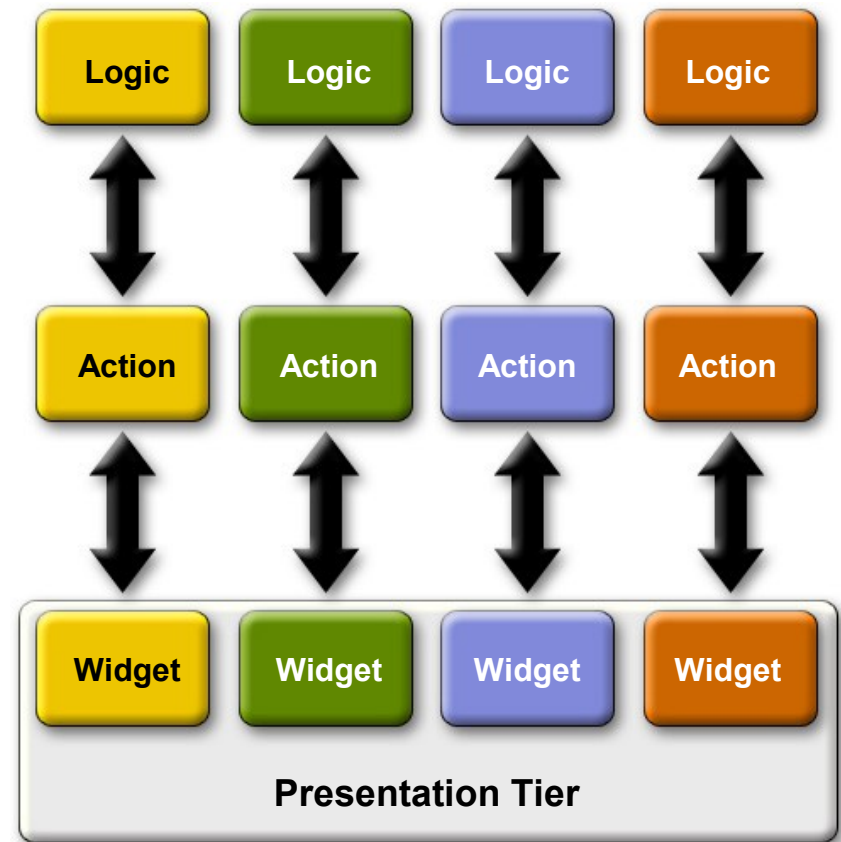 Logic Logic Logic Logic
Action Action Action Action
Widget Widget Widget Widget
Presentation Tier